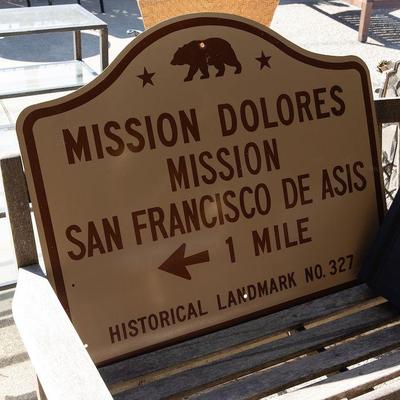 MISSION DOLORES
MISSION
SAN FRANCISCO DE ASIS
1 MILE
HISTORICAL LANDMARK NO. 327